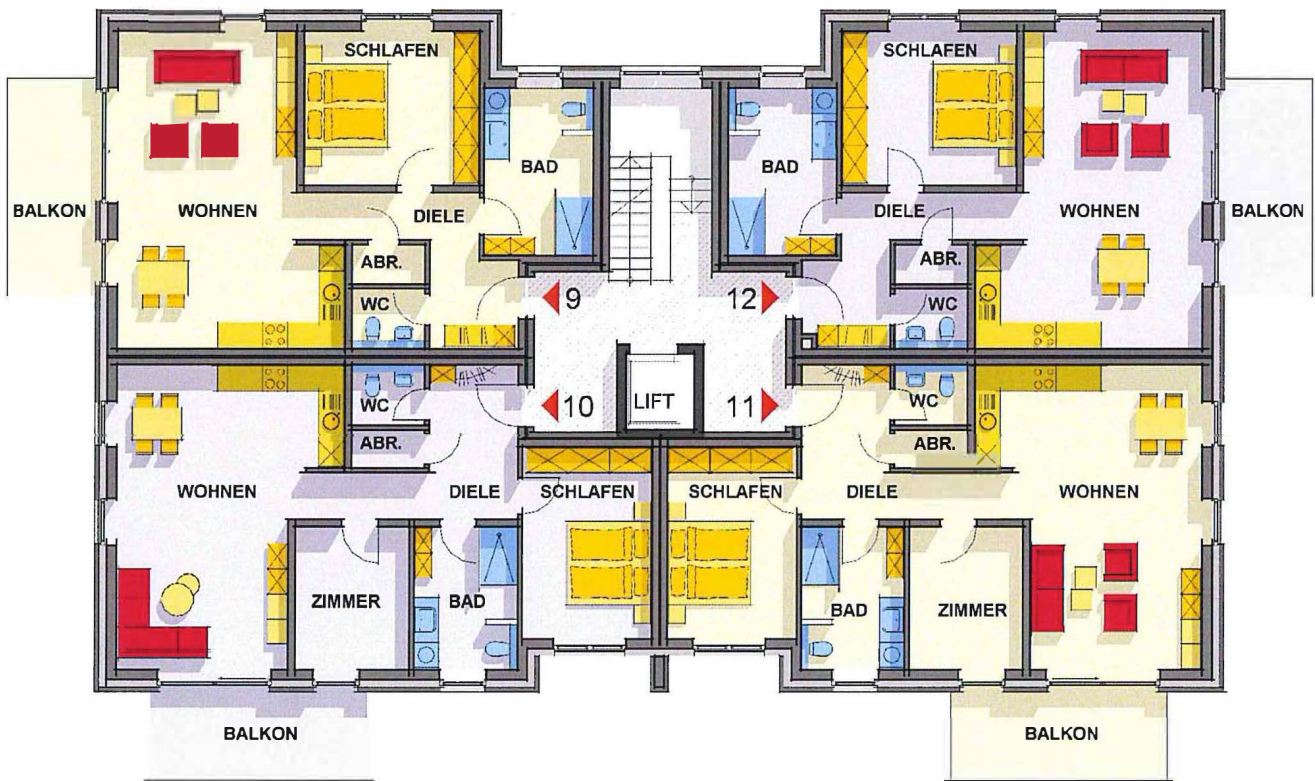 SCHLAFEN
SCHLAFEN
BAD
BAD
BALKON
WOHNEN
DIELE
DIELE
WOHNEN
BALKON
ABR.
ABR.
WC
9
12
WC
WC
10
LIFT
11
WC
ABR.
ABR.
WOHNEN
DIELE
SCHLAFEN
SCHLAFEN
DIELE
WOHNEN
ZIMMER
BAD
BAD
ZIMMER
BALKON
BALKON